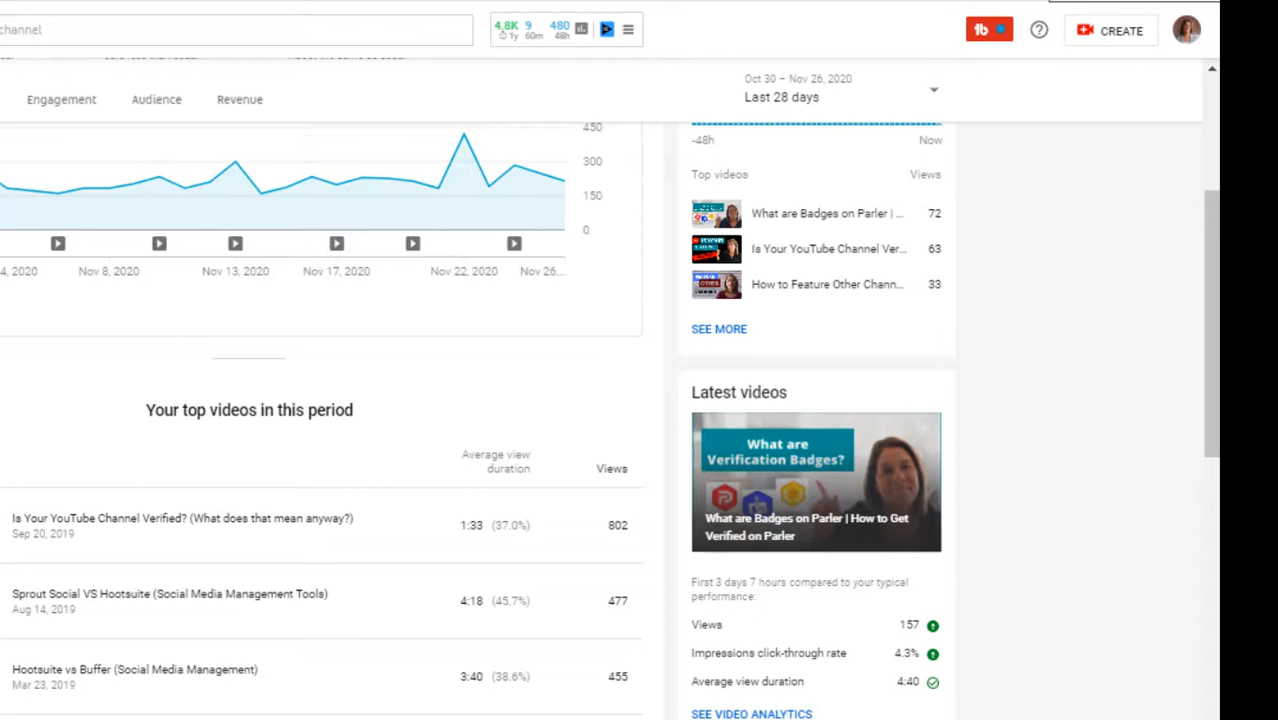 channel
4.8K 9 480
1y 60m 48h
CREATE
Engagement Audience Revenue
Oct 30 – Nov 26, 2020
Last 28 days
450
300
150
0
4, 2020 Nov 8, 2020 Nov 13, 2020 Nov 17, 2020 Nov 22, 2020 Nov 26...
-48h Now
Top videos Views
What are Badges on Parler | ... 72
Is Your YouTube Channel Ver... 63
How to Feature Other Chann... 33
SEE MORE
Your top videos in this period
Average view
duration
Views
Is Your YouTube Channel Verified? (What does that mean anyway?)
Sep 20, 2019
1:33 (37.0%) 802
Sprout Social VS Hootsuite (Social Media Management Tools)
Aug 14, 2019
4:18 (45.7%) 477
Hootsuite vs Buffer (Social Media Management)
Mar 23, 2019
3:40 (38.6%) 455
Latest videos
What are
Verification Badges?
What are Badges on Parler | How to Get
Verified on Parler
First 3 days 7 hours compared to your typical
performance:
Views 157
Impressions click-through rate 4.3%
Average view duration 4:40
SEE VIDEO ANALYTICS